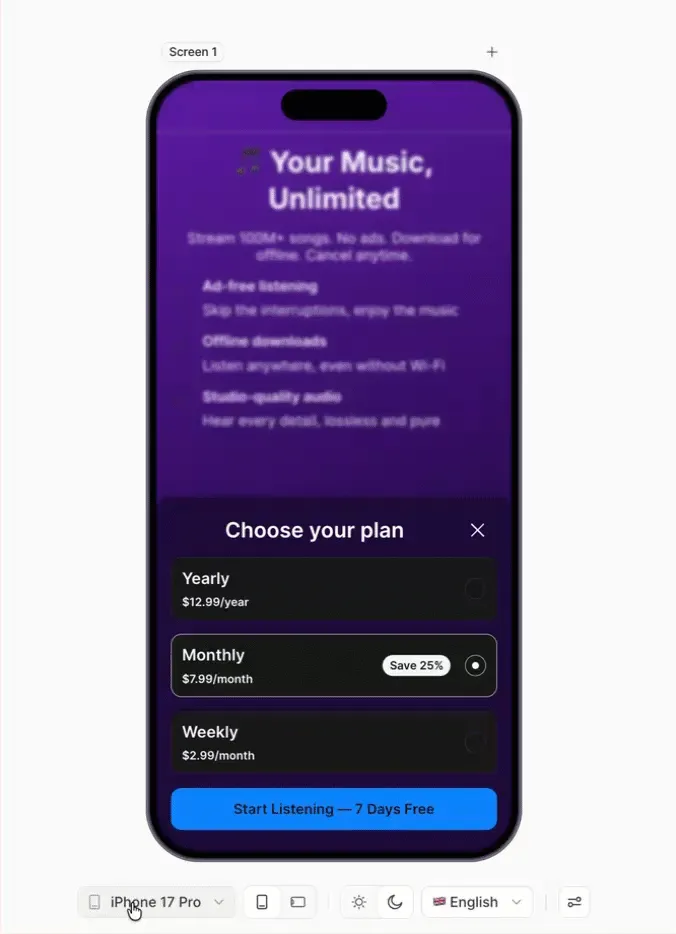 Screen 1
Your Music,
Unlimited
Stream 100M+ songs. No ads. Download for
offline. Cancel anytime.
Ad-free listening
Skip the interruptions, enjoy the music
Offline downloads
Listen anywhere, even without Wi-Fi
Studio-quality audio
Hear every detail, lossless and pure
Choose your plan
Yearly
$12.99/year
Monthly
$7.99/month
Save 25%
Weekly
$2.99/month
Start Listening — 7 Days Free
iPhone 17 Pro
English